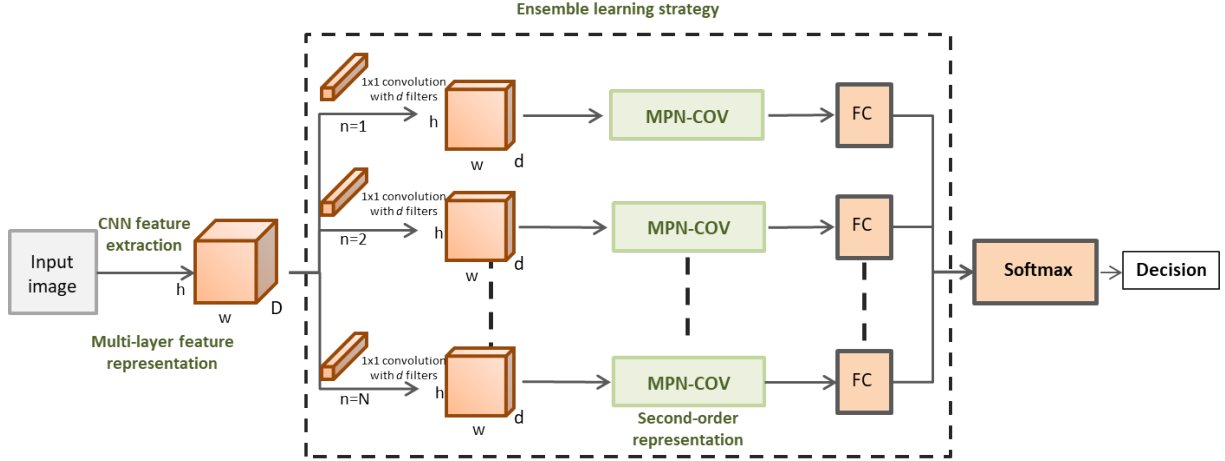 Ensemble learning strategy
1x1 convolution
with d filters
n=1
h
w
d
MPN-COV
FC
1x1 convolution
with d filters
n=2
h
w
d
MPN-COV
FC
CNN feature
extraction
Input
image
h
w
D
Multi-layer feature
representation
Softmax
Decision
1x1 convolution
with d filters
n=N
h
w
d
MPN-COV
FC
Second-order
representation